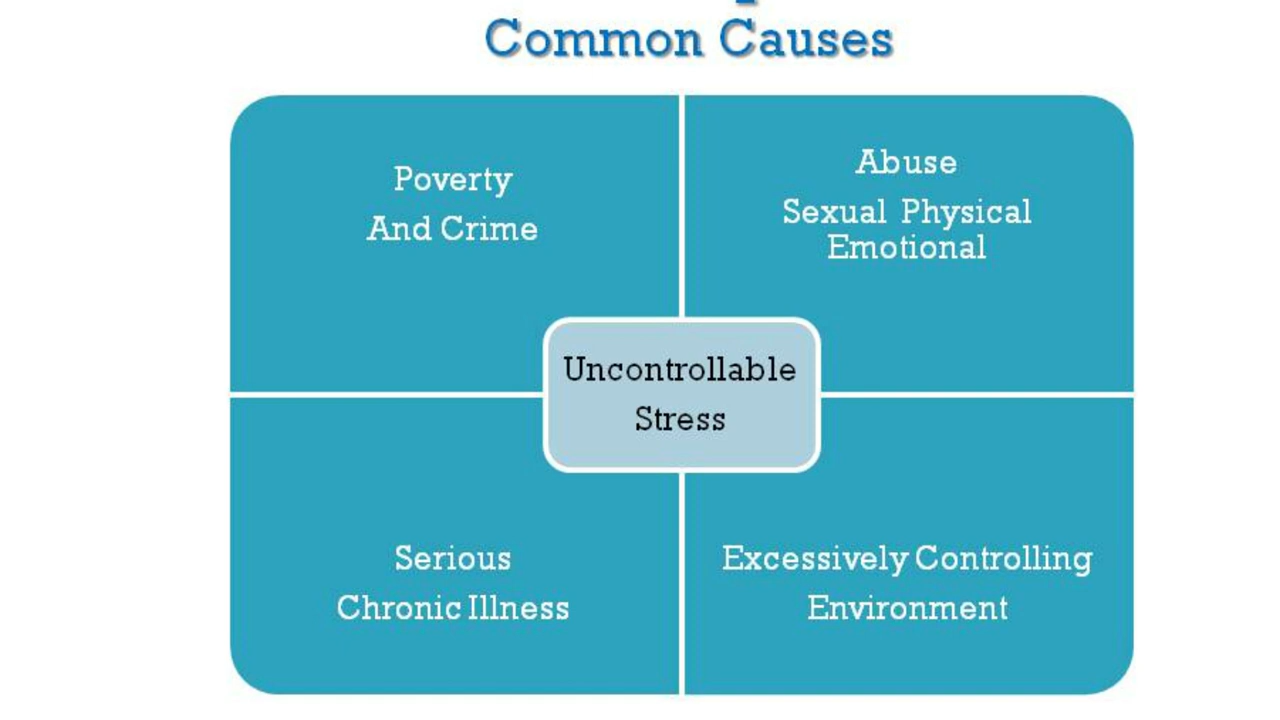 Common Causes
Poverty
And Crime
Abuse
Sexual Physical
Emotional
Uncontrollable
Stress
Serious
Chronic Illness
Excessively Controlling
Environment